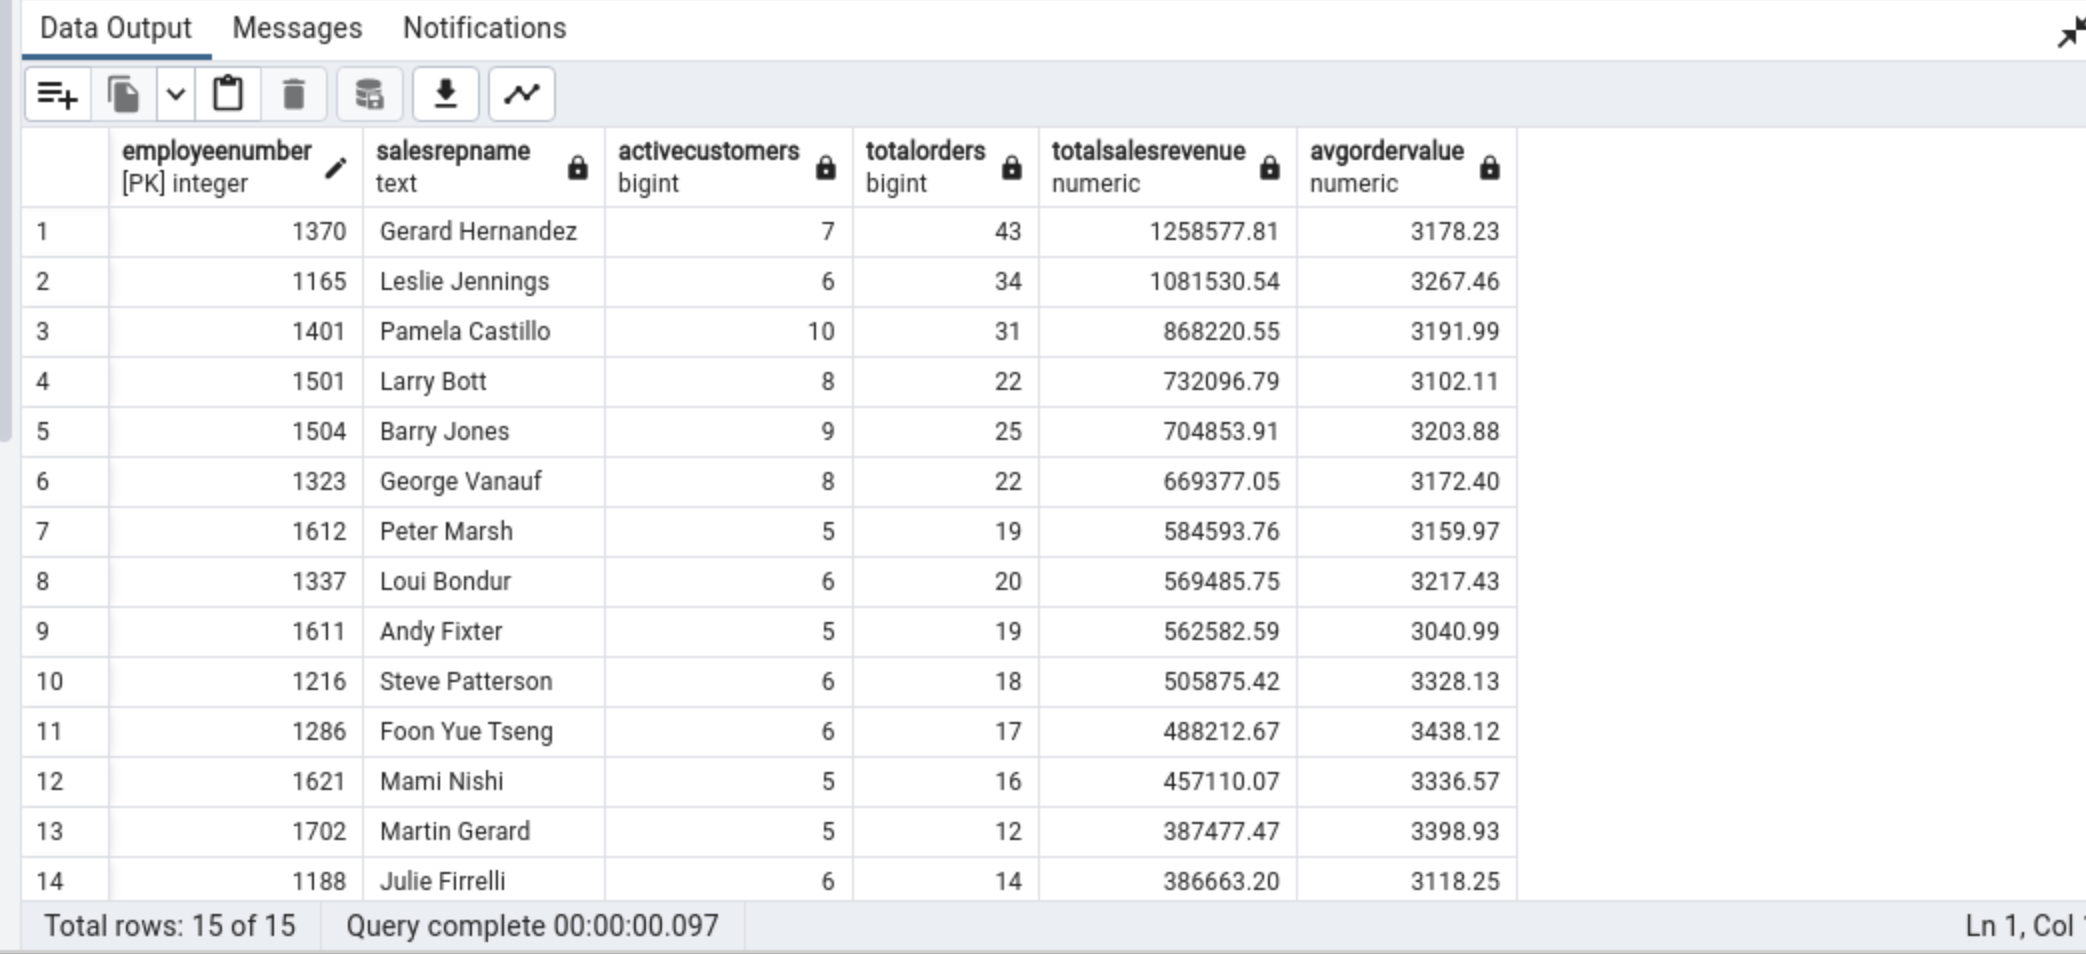 Data Output Messages Notifications
employeenumber salesrepname activecustomers totalorders totalsalesrevenue avgordervalue
[PK] integer text bigint bigint numeric numeric
1 1370 Gerard Hernandez 7 43 1258577.81 3178.23
2 1165 Leslie Jennings 6 34 1081530.54 3267.46
3 1401 Pamela Castillo 10 31 868220.55 3191.99
4 1501 Larry Bott 8 22 732096.79 3102.11
5 1504 Barry Jones 9 25 704853.91 3203.88
6 1323 George Vanauf 8 22 669377.05 3172.40
7 1612 Peter Marsh 5 19 584593.76 3159.97
8 1337 Loui Bondur 6 20 569485.75 3217.43
9 1611 Andy Fixter 5 19 562582.59 3040.99
10 1216 Steve Patterson 6 18 505875.42 3328.13
11 1286 Foon Yue Tseng 6 17 488212.67 3438.12
12 1621 Mami Nishi 5 16 457110.07 3336.57
13 1702 Martin Gerard 5 12 387477.47 3398.93
14 1188 Julie Firrelli 6 14 386663.20 3118.25
Total rows: 15 of 15 Query complete 00:00:00.097 Ln 1, Col